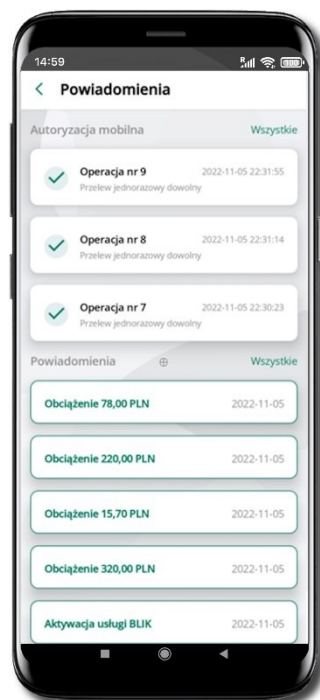 14:59
R
100
Powiadomienia
Autoryzacja mobilna Wszystkie
Operacja nr 9 2022-11-05 22:31:55
Przelew jednorazowy dowolny
Operacja nr 8 2022-11-05 22:31:14
Przelew jednorazowy dowolny
Operacja nr 7 2022-11-05 22:30:23
Przelew jednorazowy dowolny
Powiadomienia Wszystkie
Obciążenie 78,00 PLN 2022-11-05
Obciążenie 220,00 PLN 2022-11-05
Obciążenie 15,70 PLN 2022-11-05
Obciążenie 320,00 PLN 2022-11-05
Aktywacja usługi BLIK 2022-11-05